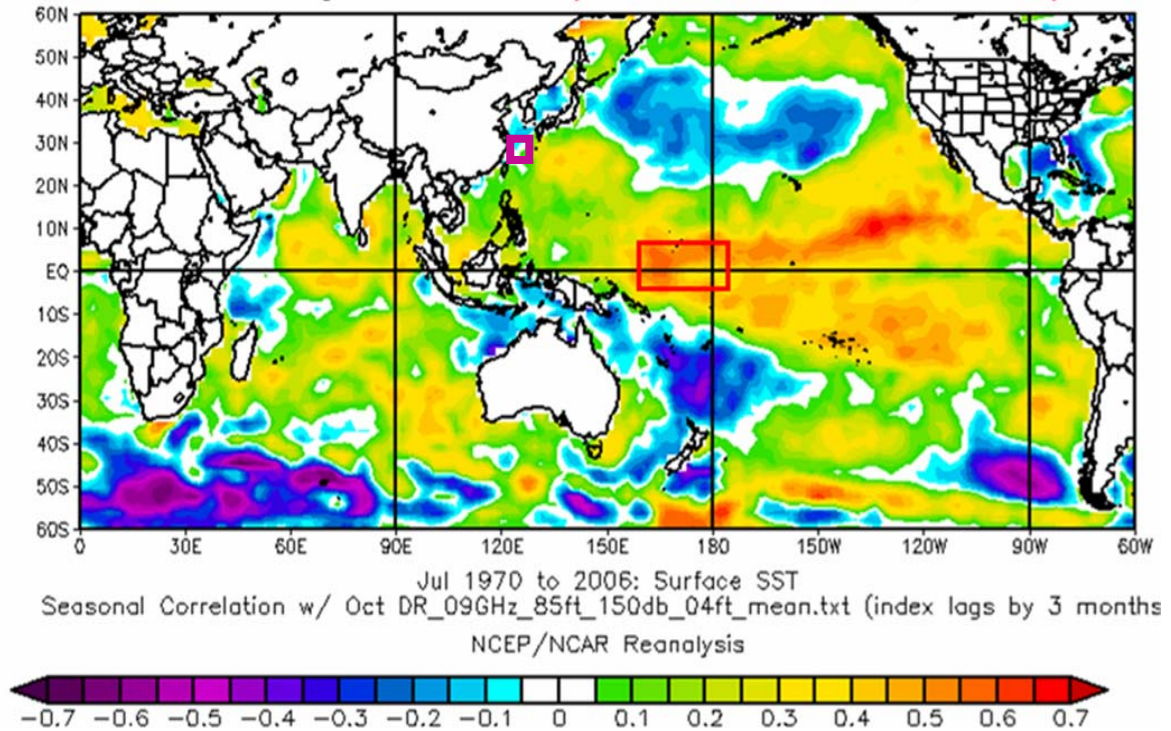 60N
50N
40N
30N
20N
10N
EQ
10S
20S
30S
40S
50S
60S
0 30E 60E 90E 120E 150E 180 150W 120W 90W 60W
Jul 1970 to 2006: Surface SST
Seasonal Correlation w/ Oct DR_09GHz_85ft_150db_04ft_mean.txt (index lags by 3 months
NCEP/NCAR Reanalysis
-0.7 -0.6 -0.5 -0.4 -0.3 -0.2 -0.1 0 0.1 0.2 0.3 0.4 0.5 0.6 0.7